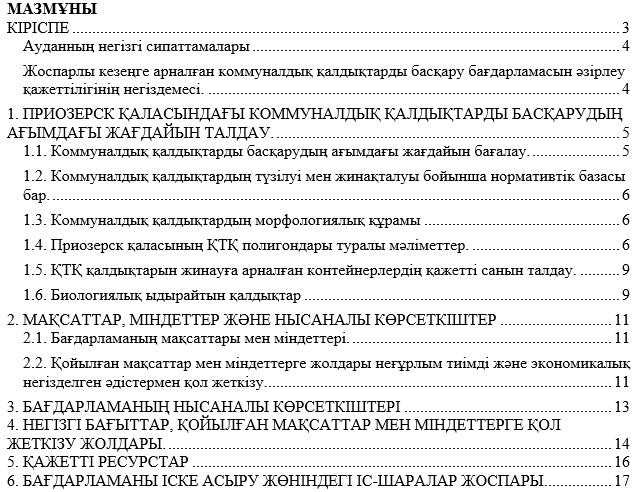 МАЗМҰНЫ
КІРІСПЕ 3
Ауданның негізгі сипаттамалары 4
Жоспарлы кезеңге арналған коммуналдық қалдықтарды басқару бағдарламасын әзірлеу
қажеттілігінің негіздемесі. 4
1. ПРИОЗЕРСК ҚАЛАСЫНДАҒЫ КОММУНАЛДЫҚ ҚАЛДЫҚТАРДЫ БАСҚАРУДЫҢ
АҒЫМДАҒЫ ЖАҒДАЙЫН ТАЛДАУ. 5
1.1. Коммуналдық қалдықтарды басқарудың ағымдағы жағдайын бағалау. 5
1.2. Коммуналдық қалдықтардың түзілуі мен жинақталуы бойынша нормативтік базасы
бар. 6
1.3. Коммуналдық қалдықтардың морфологиялық құрамы 6
1.4. Приозерск қаласының ҚТҚ полигондары туралы мәліметтер. 6
1.5. ҚТҚ қалдықтарын жинауға арналған контейнерлердің қажетті санын талдау. 9
1.6. Биологиялық ыдырайтын қалдықтар 9
2. МАҚСАТТАР, МІНДЕТТЕР ЖӘНЕ НЫСАНАЛЫ КӨРСЕТКІШТЕР 11
2.1. Бағдарламаның мақсаттары мен міндеттері. 11
2.2. Қойылған мақсаттар мен міндеттерге жолдары неғұрлым тиімді және экономикалық
негізделген әдістермен қол жеткізу. 11
3. БАҒДАРЛАМАНЫҢ НЫСАНАЛЫ КӨРСЕТКІШТЕРІ 13
4. НЕГІЗГІ БАҒЫТТАР, ҚОЙЫЛҒАН МАҚСАТТАР МЕН МІНДЕТТЕРГЕ ҚОЛ
ЖЕТКІЗУ ЖОЛДАРЫ. 14
5. ҚАЖЕТТІ РЕСУРСТАР 16
6. БАҒДАРЛАМАНЫ ІСКЕ АСЫРУ ЖӨНІНДЕГІ ІС-ШАРАЛАР ЖОСПАРЫ. 17